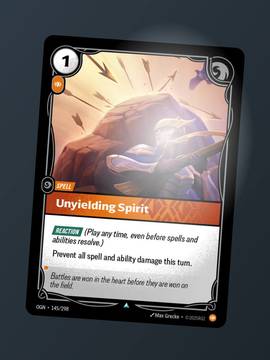 1
SPELL
Unyielding Spirit
REACTION (Play any time, even before spells and
abilities resolve.)
Prevent all spell and ability damage this turn.
Battles are won in the heart before they are won on
the field.
OGN • 145/298
Max Grecke • ©2025 RGI